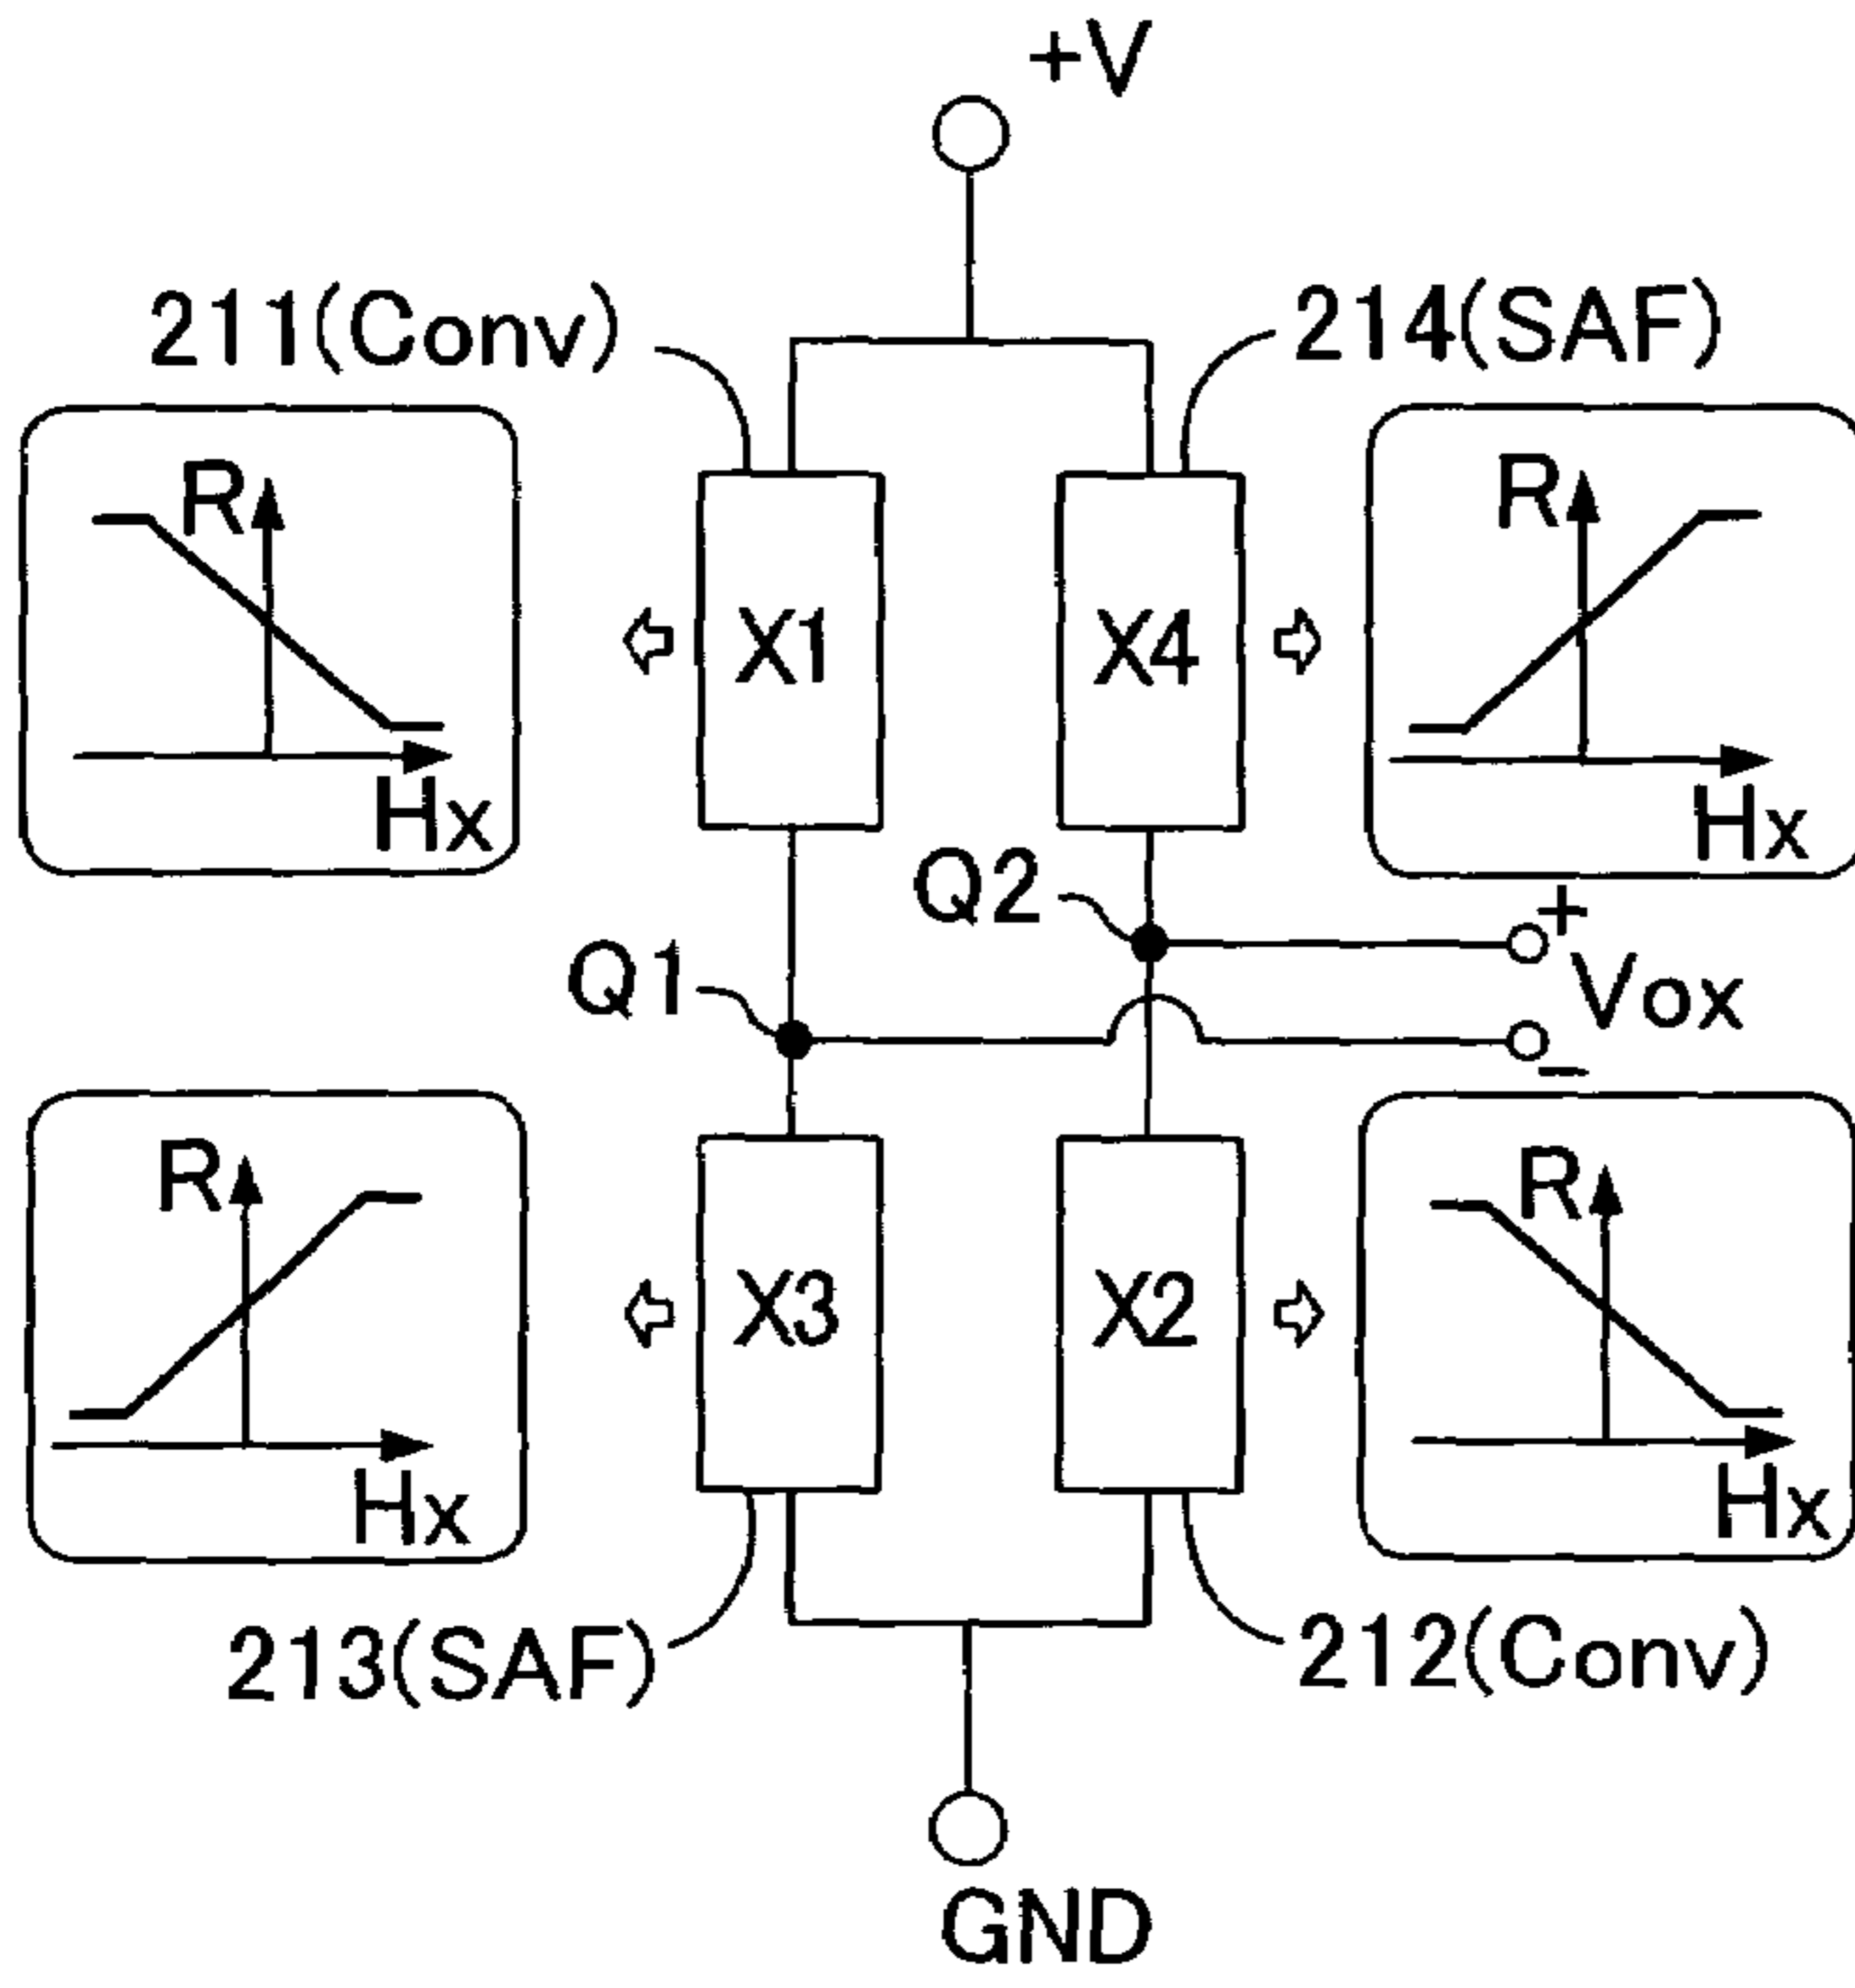 +V
211(Conv)
214(SAF)
R
Hx
X1
X4
R
Hx
Q2
Q1
+
Vox
−
R
Hx
X3
X2
R
Hx
213(SAF)
212(Conv)
GND